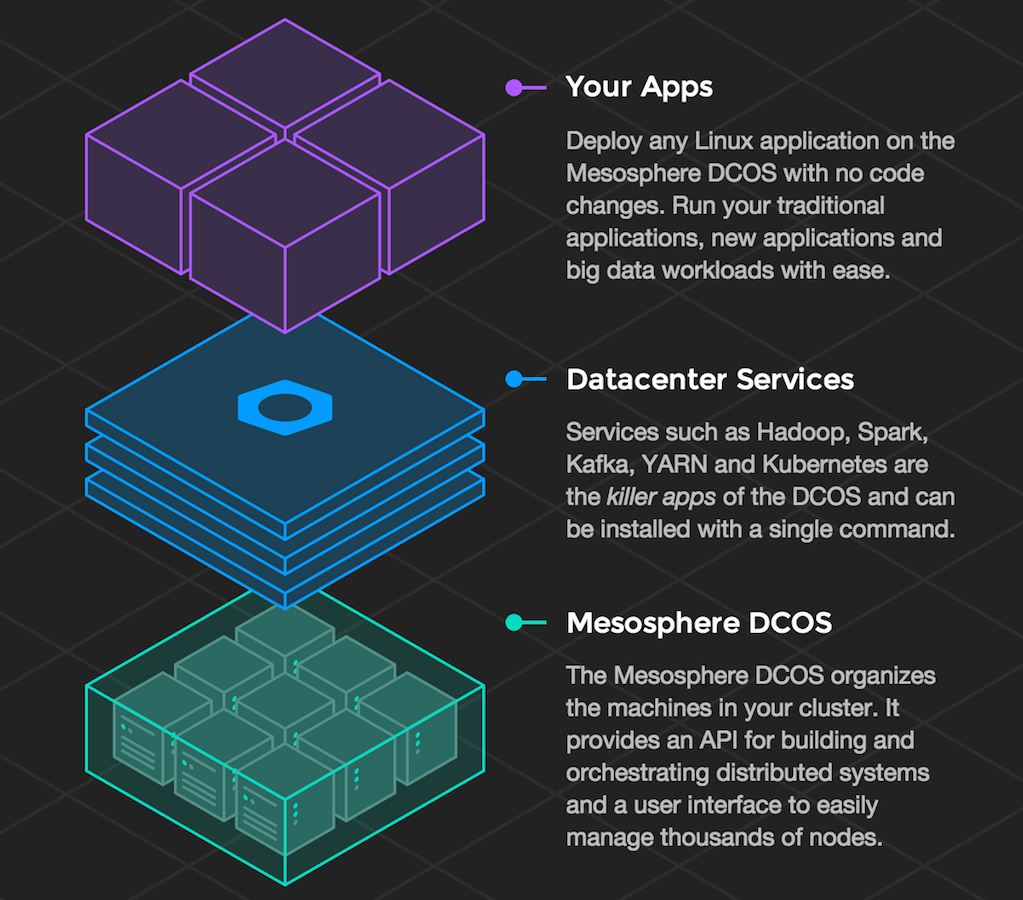 Your Apps
Deploy any Linux application on the
Mesosphere DCOS with no code
changes. Run your traditional
applications, new applications and
big data workloads with ease.
Datacenter Services
Services such as Hadoop, Spark,
Kafka, YARN and Kubernetes are
the killer apps of the DCOS and can
be installed with a single command.
Mesosphere DCOS
The Mesosphere DCOS organizes
the machines in your cluster. It
provides an API for building and
orchestrating distributed systems
and a user interface to easily
manage thousands of nodes.